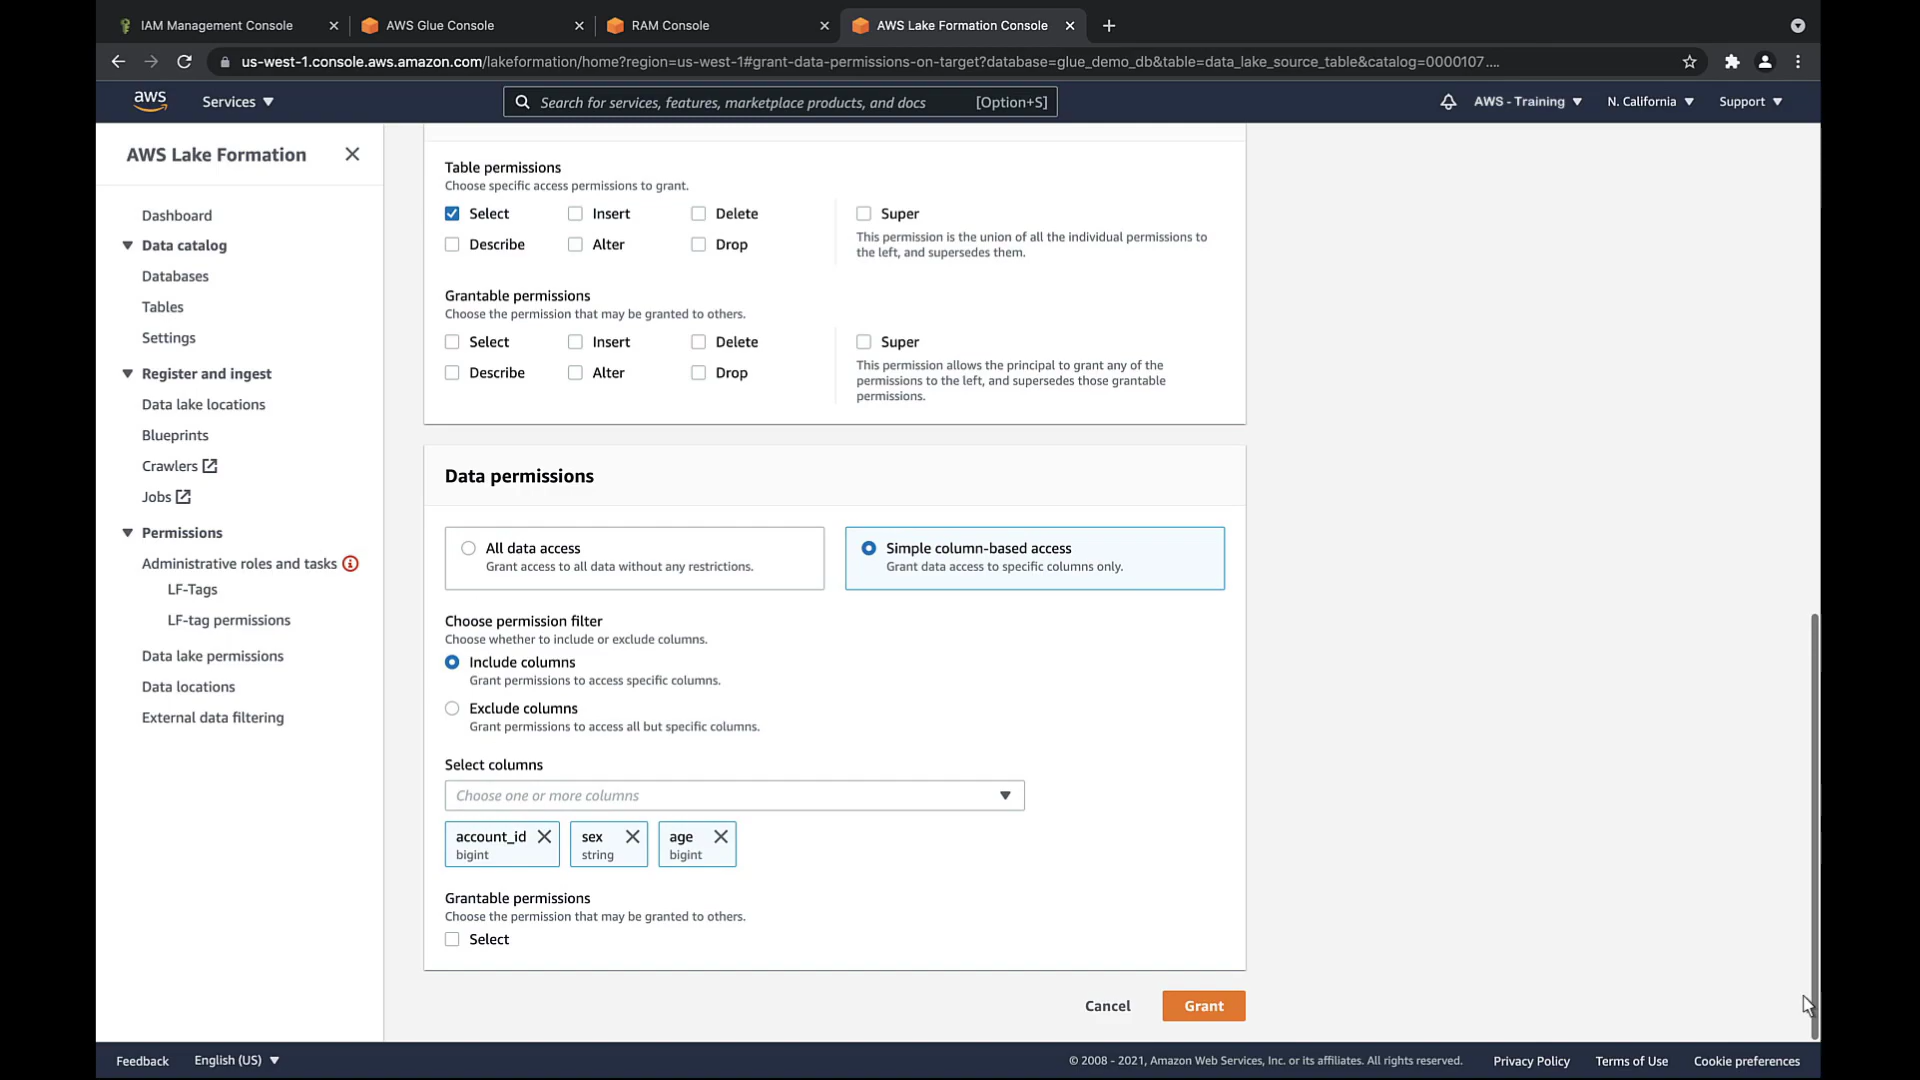 IAM Management Console
AWS Glue Console
RAM Console
AWS Lake Formation Console
us-west-1.console.aws.amazon.com/lakeformation/home?region=us-west-1#grant-data-permissions-on-target?database=glue_demo_db&table=data_lake_source_table&catalog=0000107....
aws
Services
Search for services, features, marketplace products, and docs
[Option+S]
AWS - Training
N. California
Support
AWS Lake Formation
Dashboard
Data catalog
Databases
Tables
Settings
Register and ingest
Data lake locations
Blueprints
Crawlers
Jobs
Permissions
Administrative roles and tasks
LF-Tags
LF-tag permissions
Data lake permissions
Data locations
External data filtering
Table permissions
Choose specific access permissions to grant.
Select Insert Delete
Describe Alter Drop
Super
This permission is the union of all the individual permissions to
the left, and supersedes them.
Grantable permissions
Choose the permission that may be granted to others.
Select Insert Delete
Describe Alter Drop
Super
This permission allows the principal to grant any of the
permissions to the left, and supersedes those grantable
permissions.
Data permissions
All data access
Grant access to all data without any restrictions.
Simple column-based access
Grant data access to specific columns only.
Choose permission filter
Choose whether to include or exclude columns.
Include columns
Grant permissions to access specific columns.
Exclude columns
Grant permissions to access all but specific columns.
Select columns
Choose one or more columns
account_id
bigint
sex
string
age
bigint
Grantable permissions
Choose the permission that may be granted to others.
Select
Cancel
Grant
Feedback
English (US)
© 2008 - 2021, Amazon Web Services, Inc. or its affiliates. All rights reserved.
Privacy Policy
Terms of Use
Cookie preferences